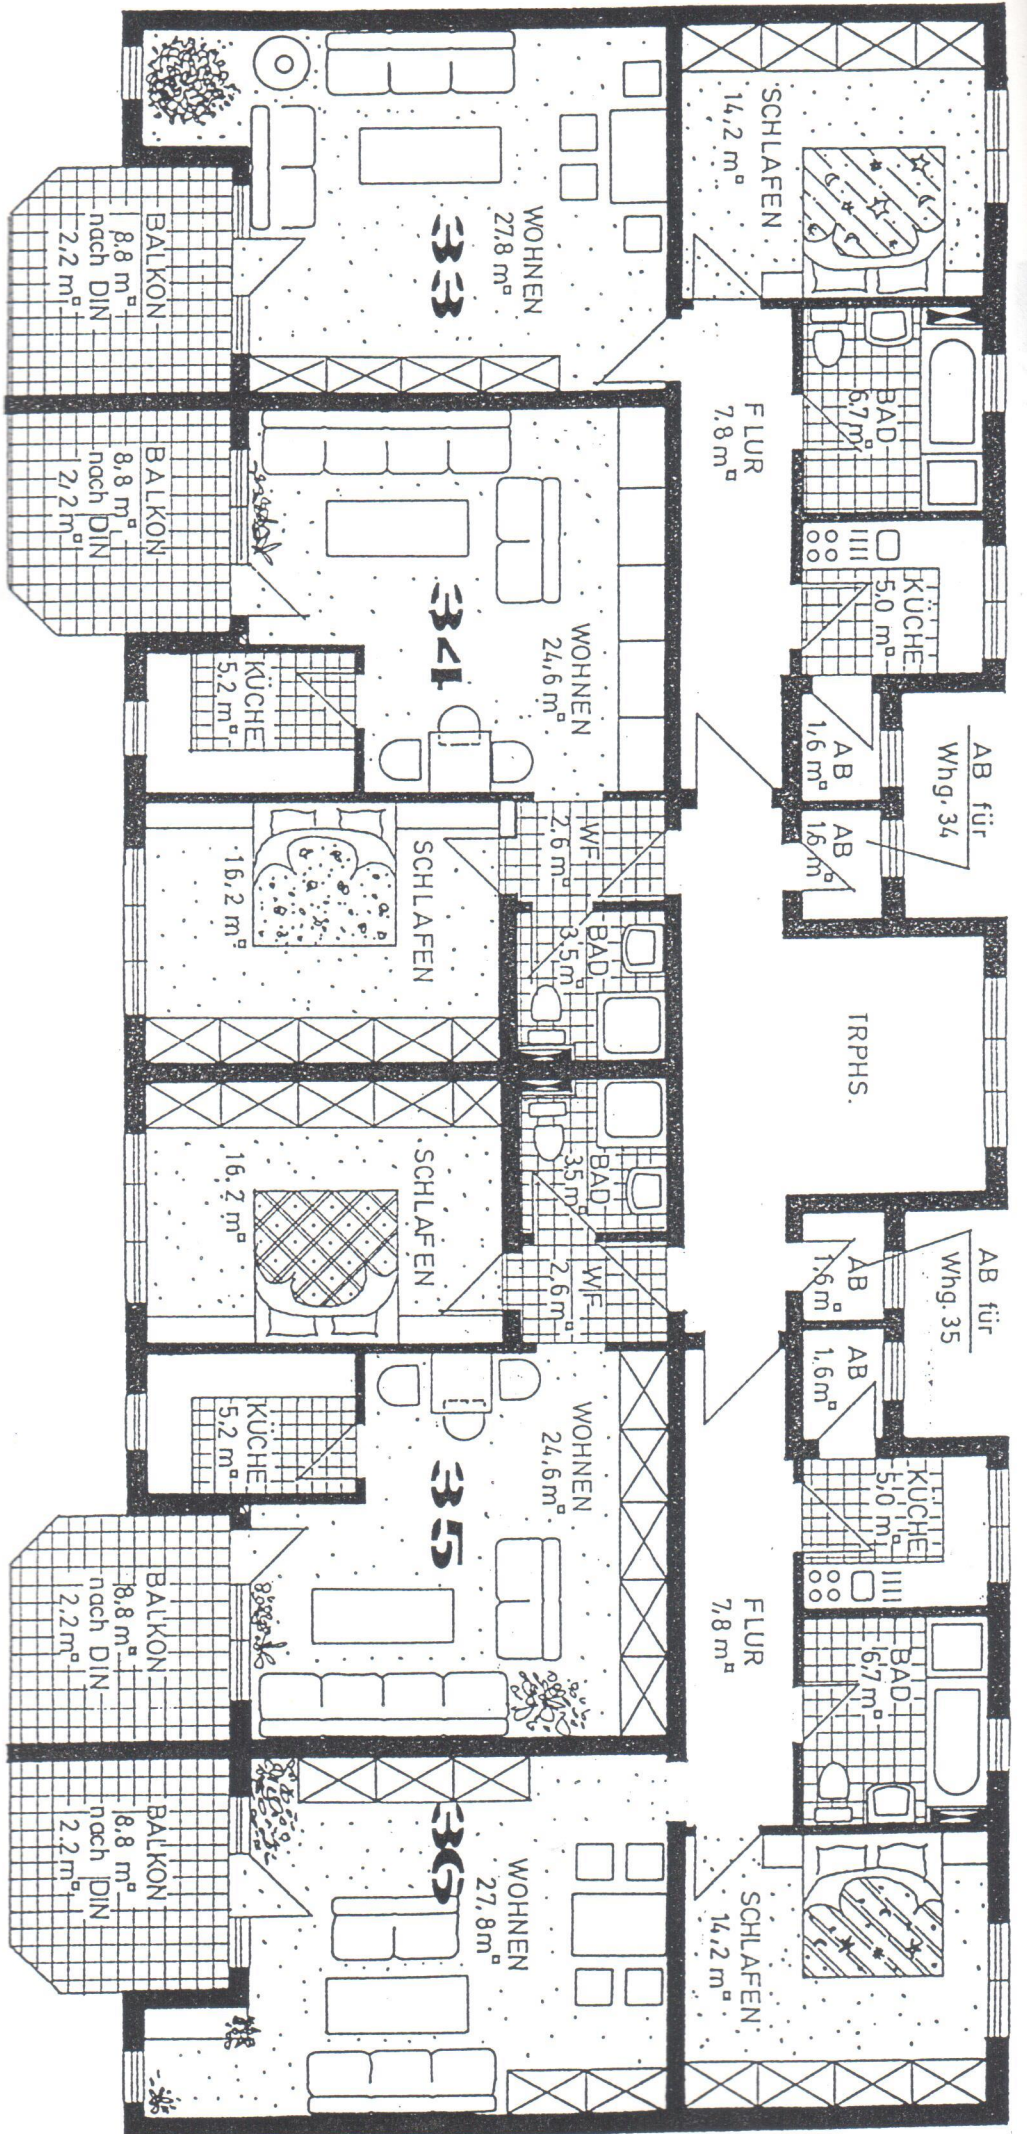 SCHLAFEN
14,2 m²
WOHNEN
27,8 m²
33
BALKON
8,8 m²
nach DIN
2,2 m²
BAD
6,7 m²
FLUR
7,8 m²
KÜCHE
5,0 m²
AB
1,6 m²
AB für
Whg. 34
AB
1,6 m²
WOHNEN
24,6 m²
34
BALKON
8,8 m²
nach DIN
2,2 m²
KÜCHE
5,2 m²
WF
2,6 m²
BAD
3,5 m²
SCHLAFEN
16,2 m²
TRPHS.
BAD
3,5 m²
WF
2,6 m²
SCHLAFEN
16,2 m²
AB für
Whg. 35
AB
1,6 m²
AB
1,6 m²
WOHNEN
24,6 m²
35
KÜCHE
5,2 m²
BALKON
8,8 m²
nach DIN
2,2 m²
KÜCHE
5,0 m²
FLUR
7,8 m²
BAD
6,7 m²
SCHLAFEN
14,2 m²
WOHNEN
27,8 m²
36
BALKON
8,8 m²
nach DIN
2,2 m²